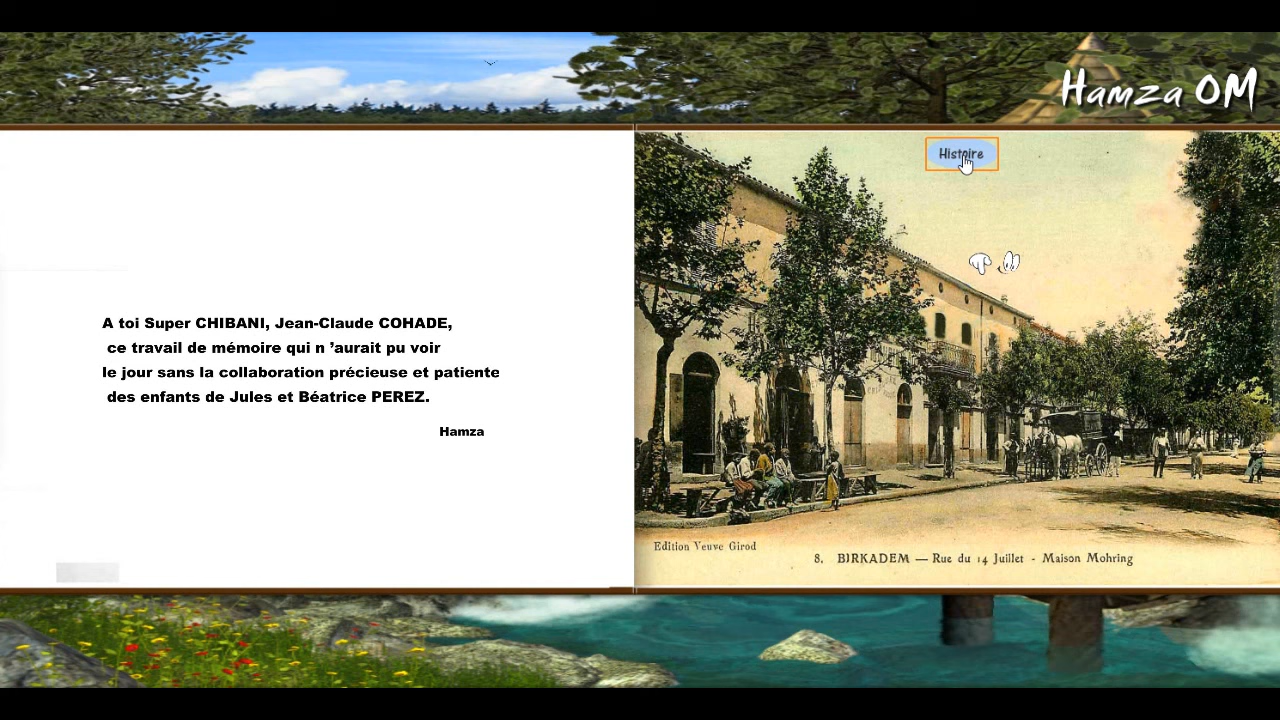 Hamza OM
A toi Super CHIBANI, Jean-Claude COHADE,
ce travail de mémoire qui n ’aurait pu voir
le jour sans la collaboration précieuse et patiente
des enfants de Jules et Béatrice PEREZ.
Hamza
Histoire
Edition Veuve Girod
8. BIRKADEM — Rue du 14 Juillet - Maison Mohring